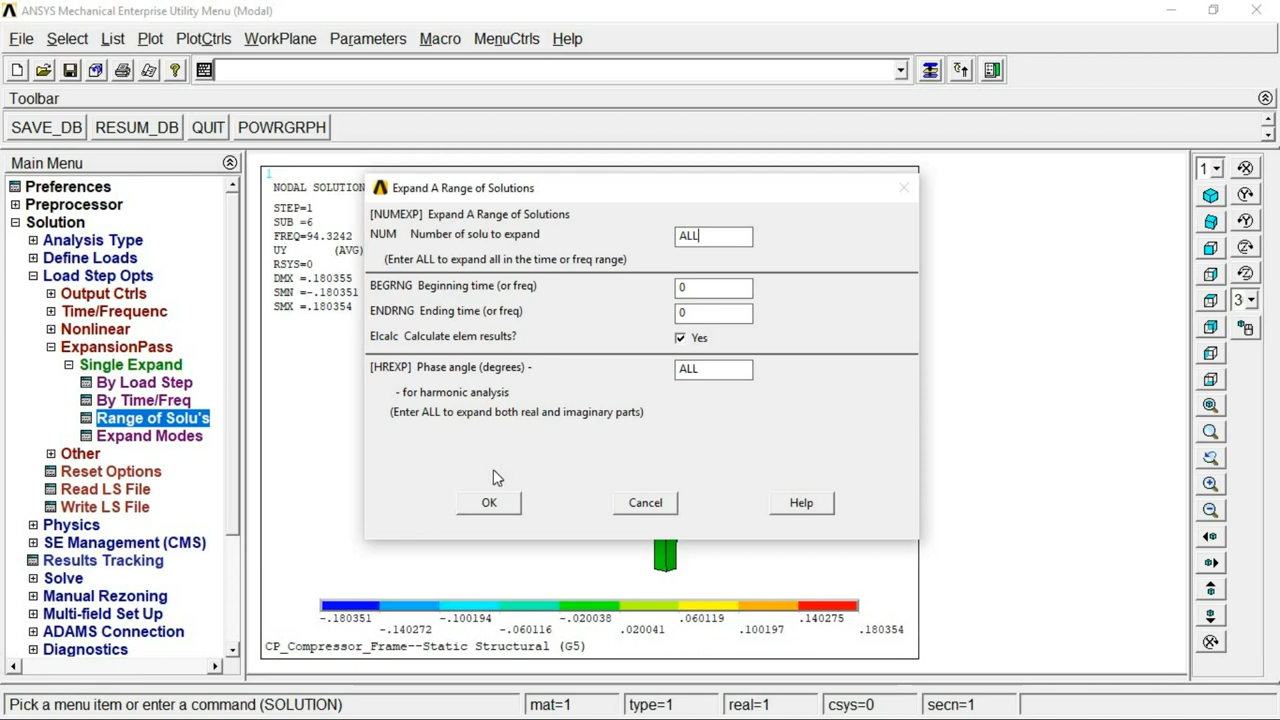 ANSYS Mechanical Enterprise Utility Menu (Modal)
File Select List Plot PlotCtrls WorkPlane Parameters Macro MenuCtrls Help
Toolbar
SAVE_DB RESUM_DB QUIT POWRGRPH
Main Menu
Preferences
Preprocessor
Solution
Analysis Type
Define Loads
Load Step Opts
Output Ctrls
Time/Frequenc
Nonlinear
ExpansionPass
Single Expand
By Load Step
By Time/Freq
Range of Solu's
Expand Modes
Other
Reset Options
Read LS File
Write LS File
Physics
SE Management (CMS)
Results Tracking
Solve
Manual Rezoning
Multi-field Set Up
ADAMS Connection
Diagnostics
1
NODAL SOLUTION
STEP=1
SUB =6
FREQ=94.3242
UY (AVG)
RSYS=0
DMX =.180355
SMN =-.180351
SMX =.180354
Expand A Range of Solutions
[NUMEXP] Expand A Range of Solutions
NUM Number of solu to expand ALL
(Enter ALL to expand all in the time or freq range)
BEGRNG Beginning time (or freq) 0
ENDRNG Ending time (or freq) 0
Elcalc Calculate elem results? Yes
[HREXP] Phase angle (degrees) - ALL
- for harmonic analysis
(Enter ALL to expand both real and imaginary parts)
OK Cancel Help
-.180351 -.100194 -.020038 .060119 .140275
-.140272 -.060116 .020041 .100197 .180354
CP_Compressor_Frame--Static Structural (G5)
1
3
Pick a menu item or enter a command (SOLUTION) mat=1 type=1 real=1 csys=0 secn=1